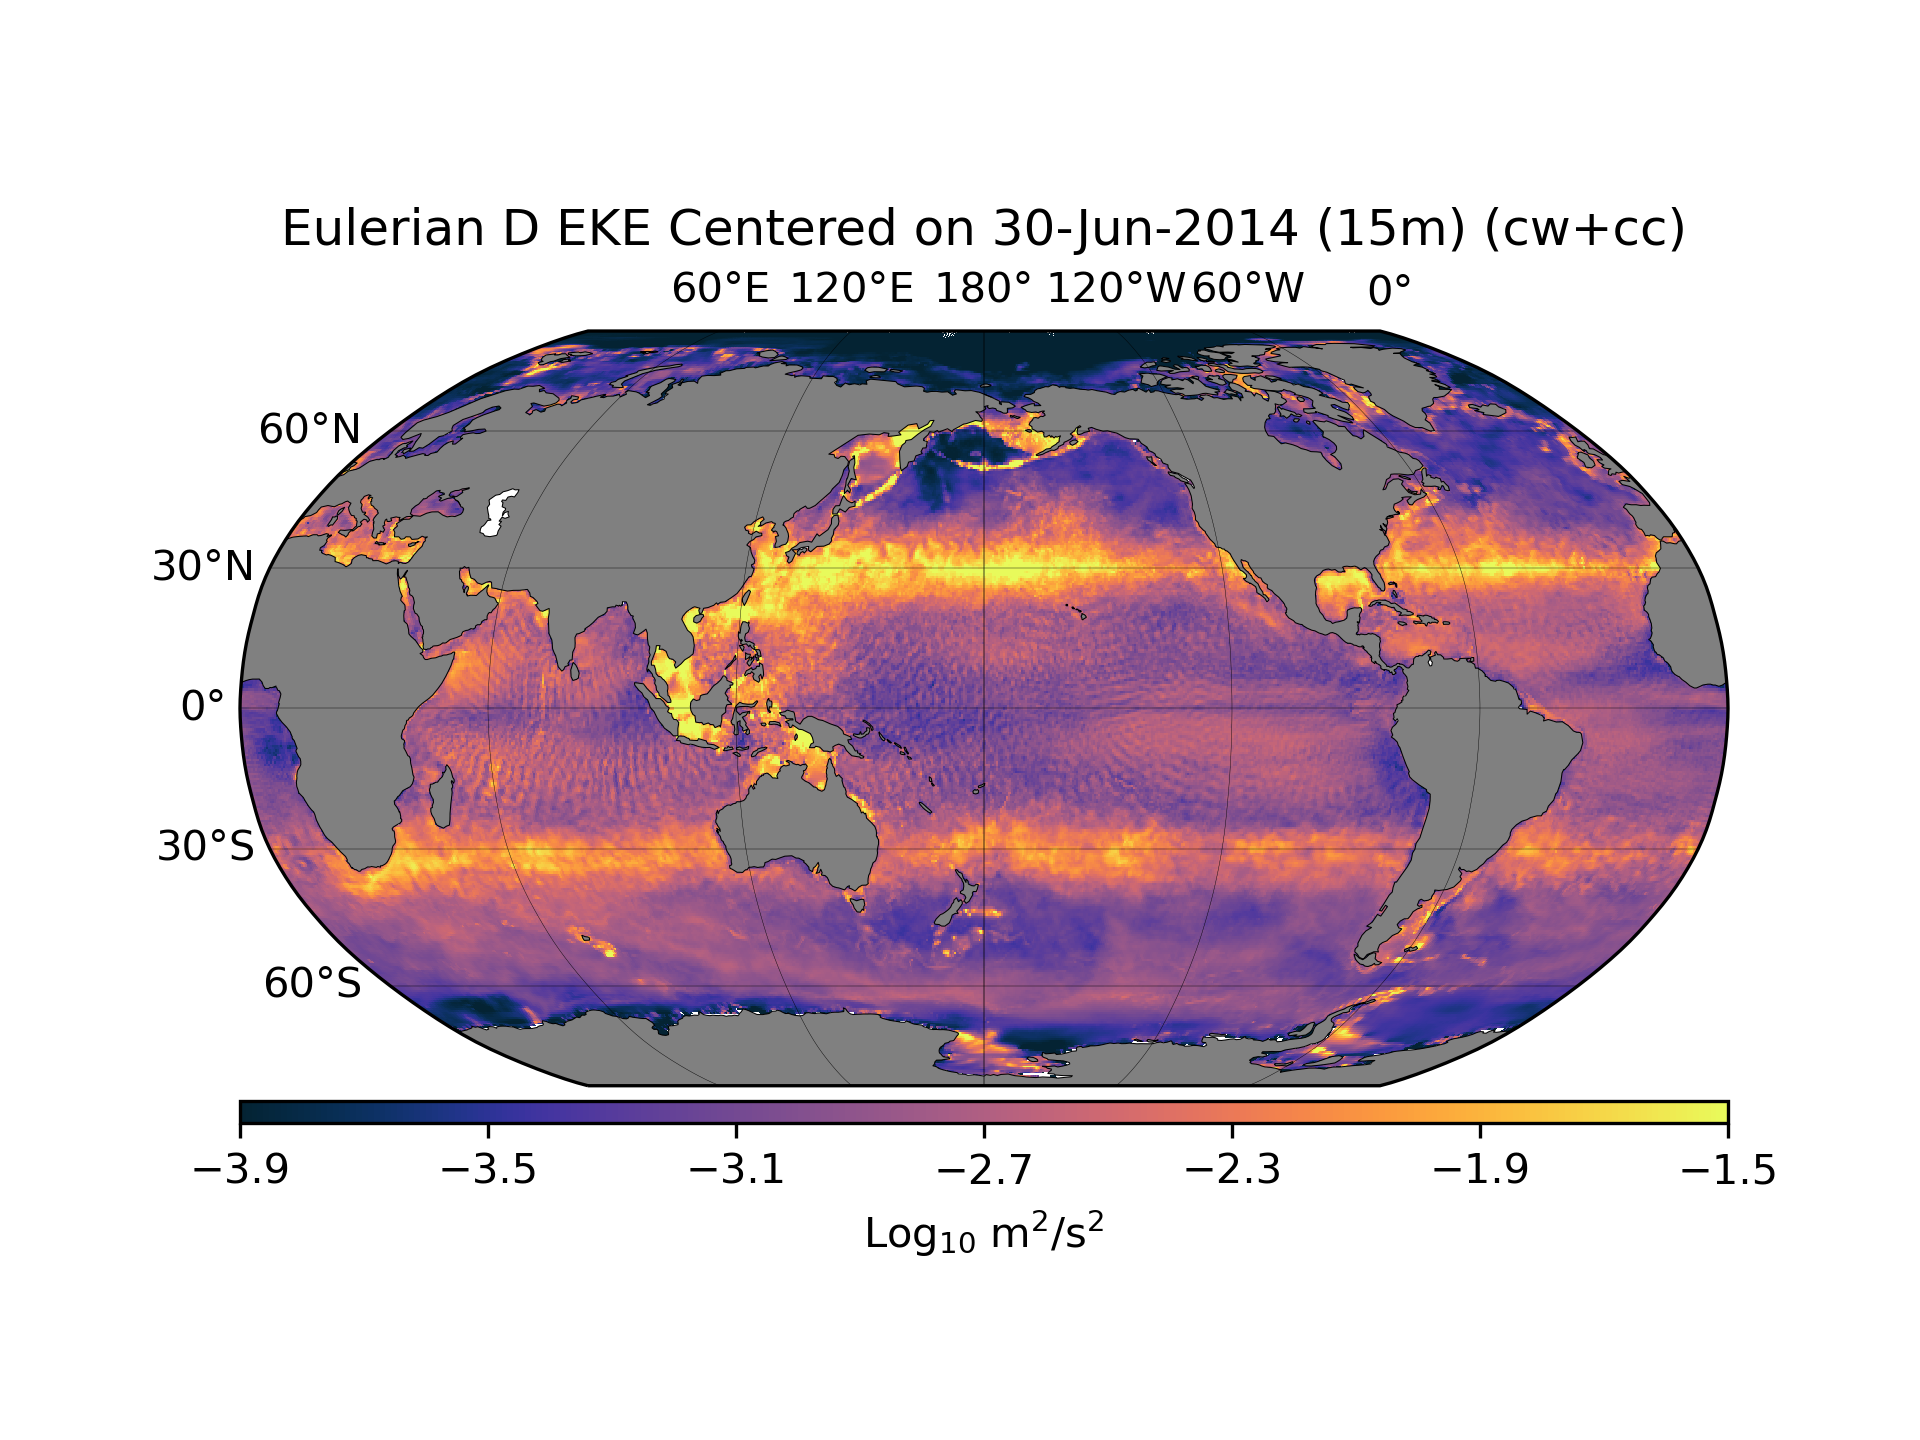 Eulerian D EKE Centered on 30-Jun-2014 (15m) (cw+cc)
60°E 120°E 180° 120°W 60°W 0°
60°N
30°N
0°
30°S
60°S
−3.9 −3.5 −3.1 −2.7 −2.3 −1.9 −1.5
Log₁₀ m²/s²